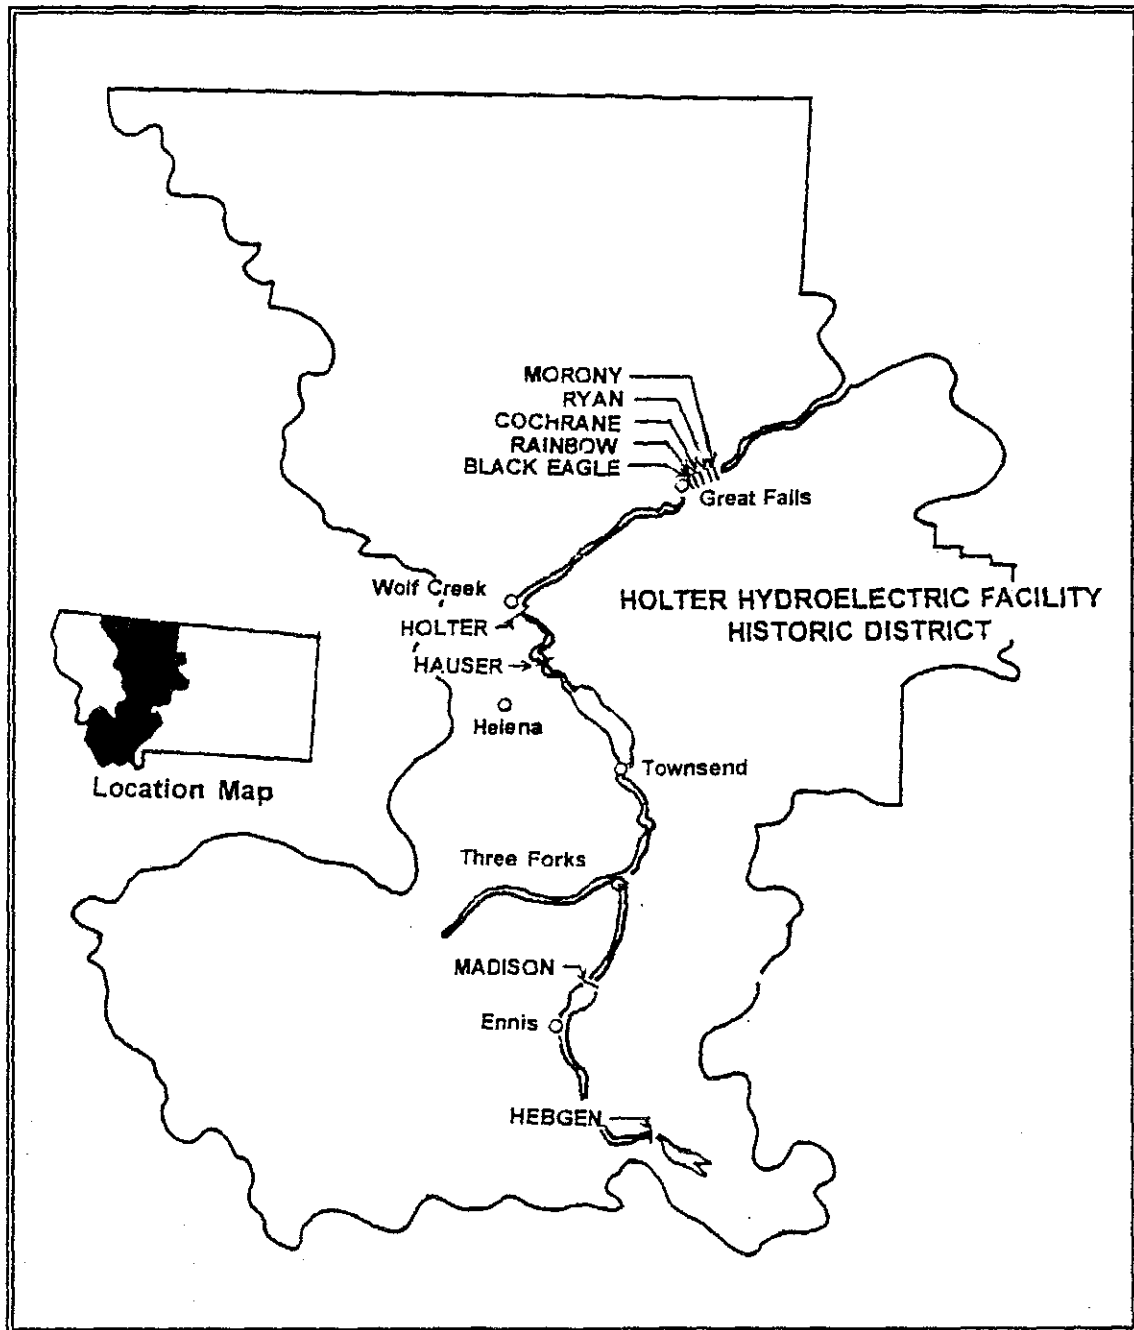 MORONY
RYAN
COCHRANE
RAINBOW
BLACK EAGLE
Great Falls
Wolf Creek
HOLTER HYDROELECTRIC FACILITY
HISTORIC DISTRICT
HOLTER
HAUSER
Helena
Townsend
Location Map
Three Forks
MADISON
Ennis
HEBGEN